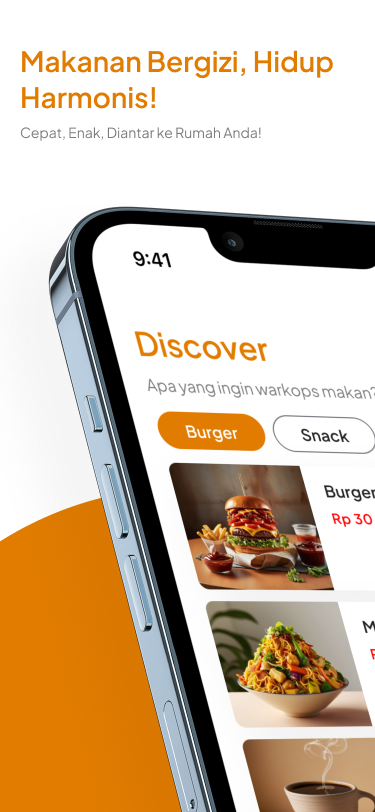 Makanan Bergizi, Hidup
Harmonis!
Cepat, Enak, Diantar ke Rumah Anda!
9:41
Discover
Apa yang ingin warkops makan?
Burger
Snack
Burger
Rp 30
M